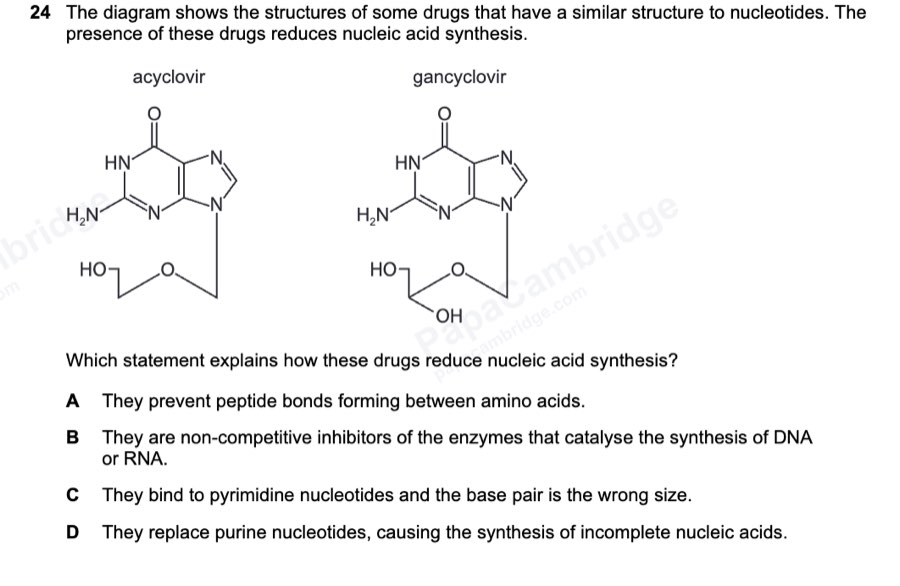 24 The diagram shows the structures of some drugs that have a similar structure to nucleotides. The
presence of these drugs reduces nucleic acid synthesis.
acyclovir gancyclovir
O O
HN N HN N
H₂N N N H₂N N N
HO O HO O
OH
PapaCambridge
Which statement explains how these drugs reduce nucleic acid synthesis?
A They prevent peptide bonds forming between amino acids.
B They are non-competitive inhibitors of the enzymes that catalyse the synthesis of DNA
or RNA.
C They bind to pyrimidine nucleotides and the base pair is the wrong size.
D They replace purine nucleotides, causing the synthesis of incomplete nucleic acids.